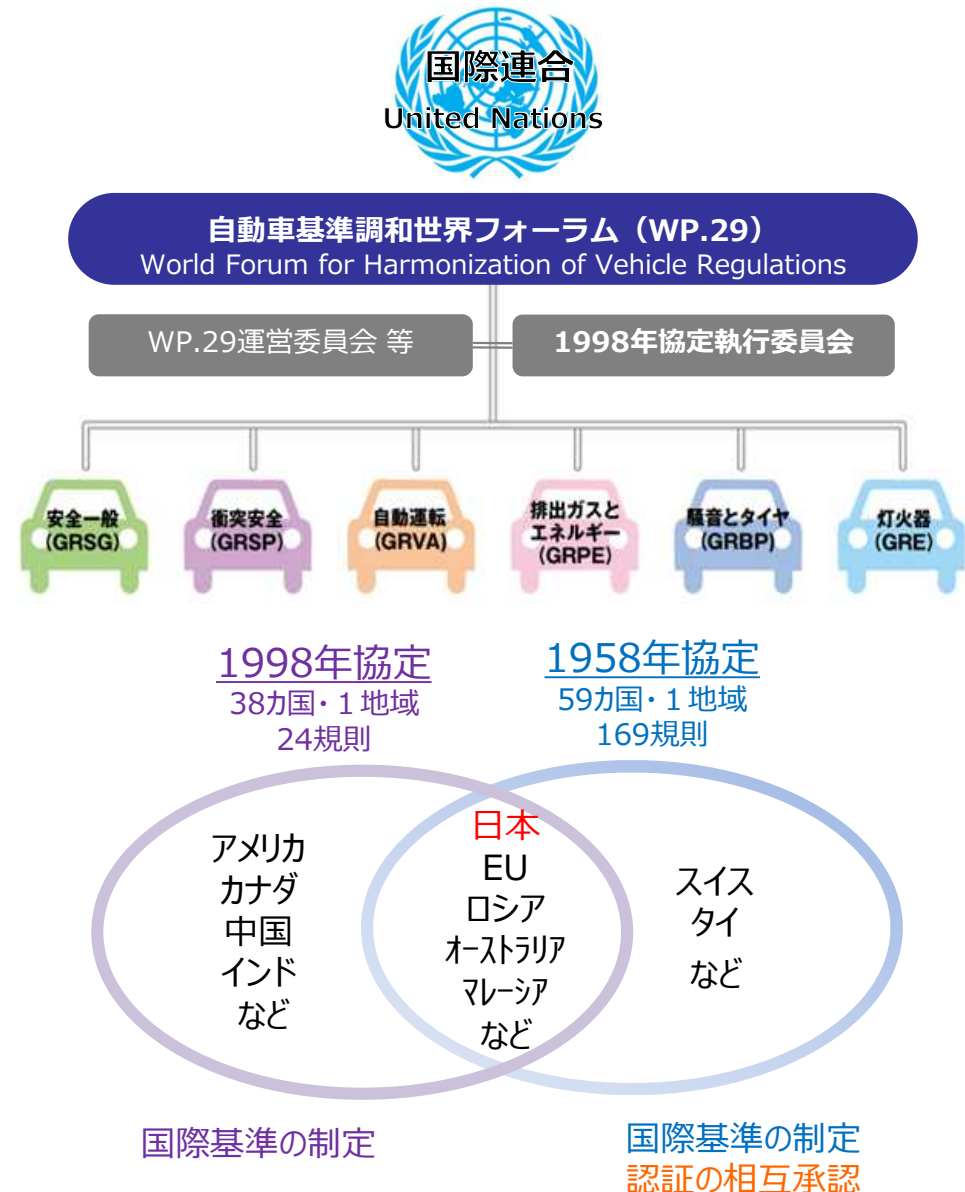 国際連合
United Nations
自動車基準調和世界フォーラム（WP.29）
World Forum for Harmonization of Vehicle Regulations
WP.29運営委員会 等
1998年協定執行委員会
安全一般
(GRSG)
衝突安全
(GRSP)
自動運転
(GRVA)
排出ガスと
エネルギー
(GRPE)
騒音とタイヤ
(GRBP)
灯火器
(GRE)
1998年協定
38カ国・１地域
24規則
1958年協定
59カ国・１地域
169規則
アメリカ
カナダ
中国
インド
など
日本
EU
ロシア
オーストラリア
マレーシア
など
スイス
タイ
など
国際基準の制定
国際基準の制定
認証の相互承認